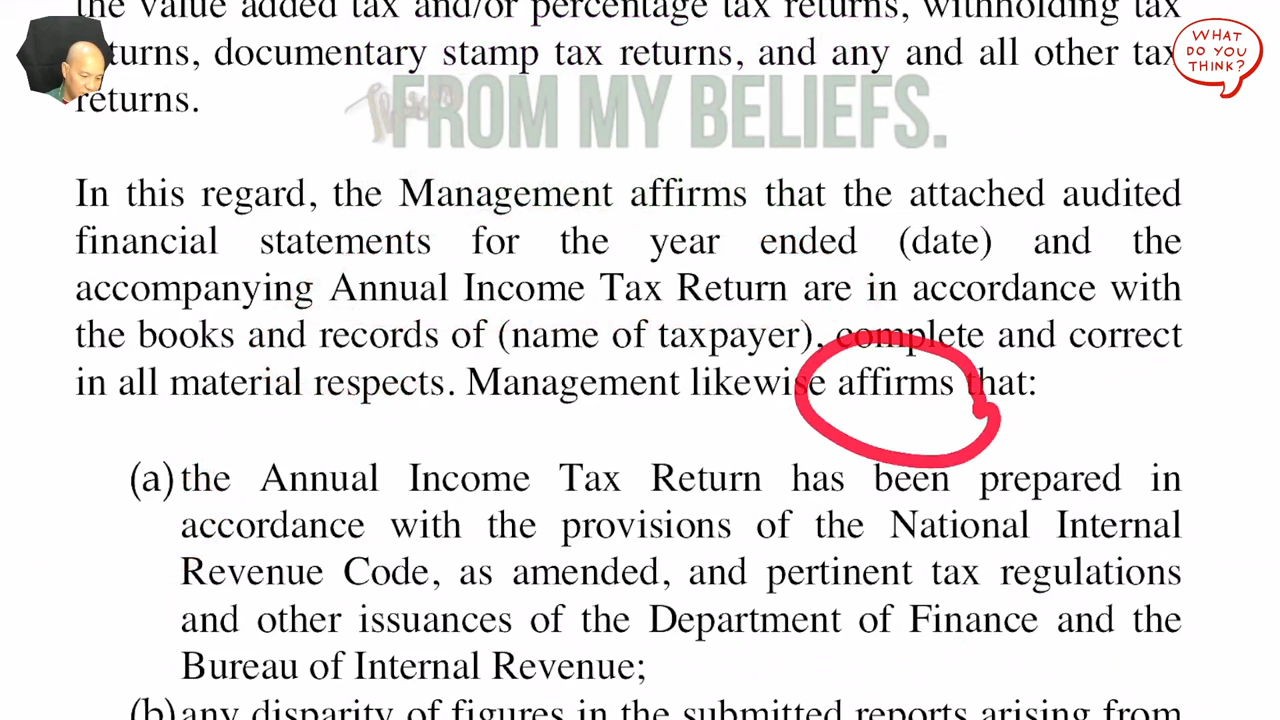 the value added tax and/or percentage tax returns, withholding tax
returns, documentary stamp tax returns, and any and all other tax
returns.
WHAT
DO YOU
THINK?
FROM MY BELIEFS.
In this regard, the Management affirms that the attached audited
financial statements for the year ended (date) and the
accompanying Annual Income Tax Return are in accordance with
the books and records of (name of taxpayer), complete and correct
in all material respects. Management likewise affirms that:
(a) the Annual Income Tax Return has been prepared in
accordance with the provisions of the National Internal
Revenue Code, as amended, and pertinent tax regulations
and other issuances of the Department of Finance and the
Bureau of Internal Revenue;
(b) any disparity of figures in the submitted reports arising from